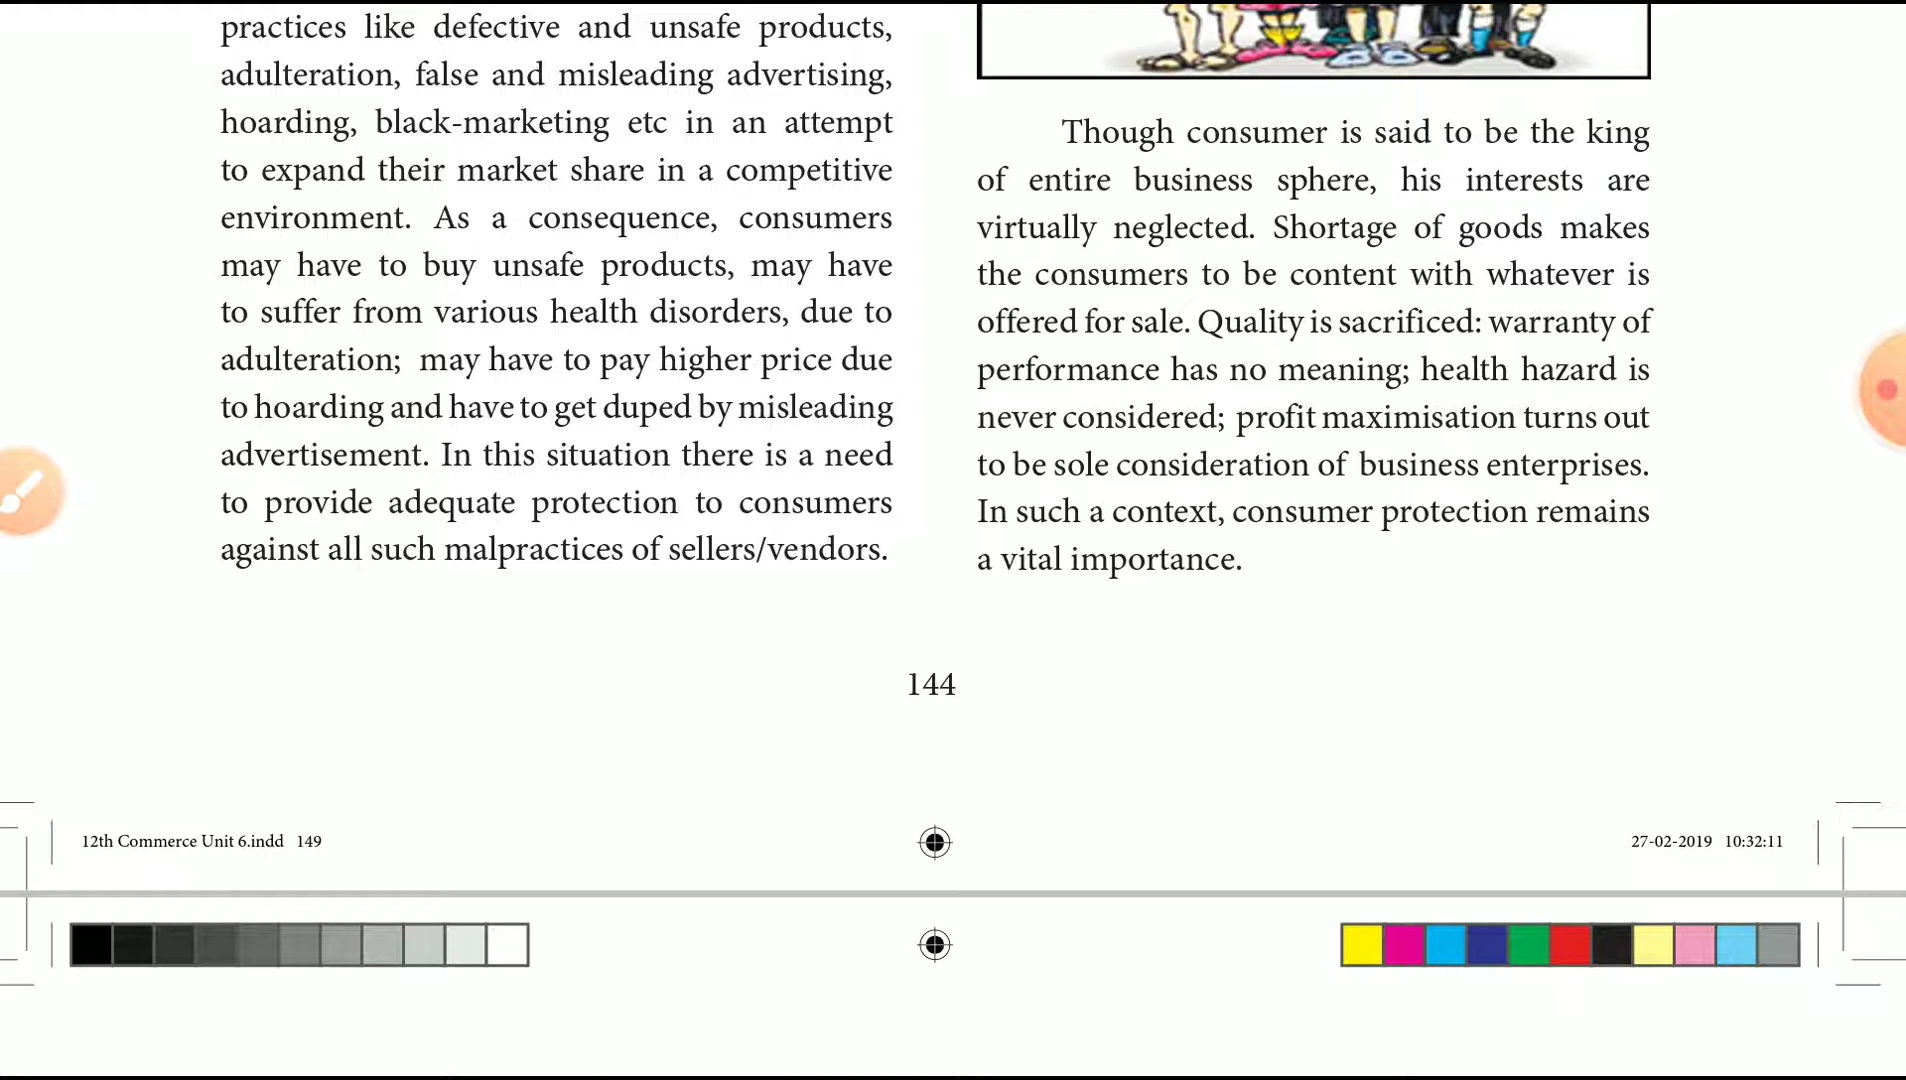 practices like defective and unsafe products,
adulteration, false and misleading advertising,
hoarding, black-marketing etc in an attempt
to expand their market share in a competitive
environment. As a consequence, consumers
may have to buy unsafe products, may have
to suffer from various health disorders, due to
adulteration; may have to pay higher price due
to hoarding and have to get duped by misleading
advertisement. In this situation there is a need
to provide adequate protection to consumers
against all such malpractices of sellers/vendors.
Though consumer is said to be the king
of entire business sphere, his interests are
virtually neglected. Shortage of goods makes
the consumers to be content with whatever is
offered for sale. Quality is sacrificed: warranty of
performance has no meaning; health hazard is
never considered; profit maximisation turns out
to be sole consideration of business enterprises.
In such a context, consumer protection remains
a vital importance.
144
12th Commerce Unit 6.indd 149
27-02-2019 10:32:11